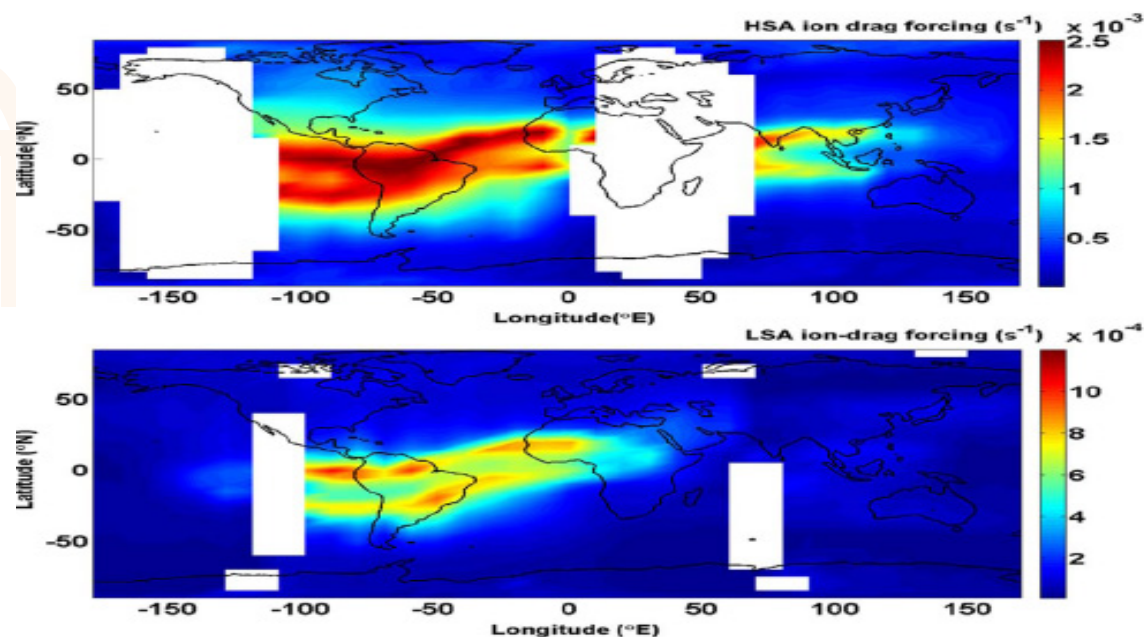 HSA ion drag forcing (s⁻¹) x 10⁻³
2.5
2
1.5
1
0.5
50
0
-50
Latitude(°N)
-150 -100 -50 0 50 100 150
Longitude(°E)
LSA ion-drag forcing (s⁻¹) x 10⁻⁴
10
8
6
4
2
50
0
-50
Latitude (°N)
-150 -100 -50 0 50 100 150
Longitude (°E)